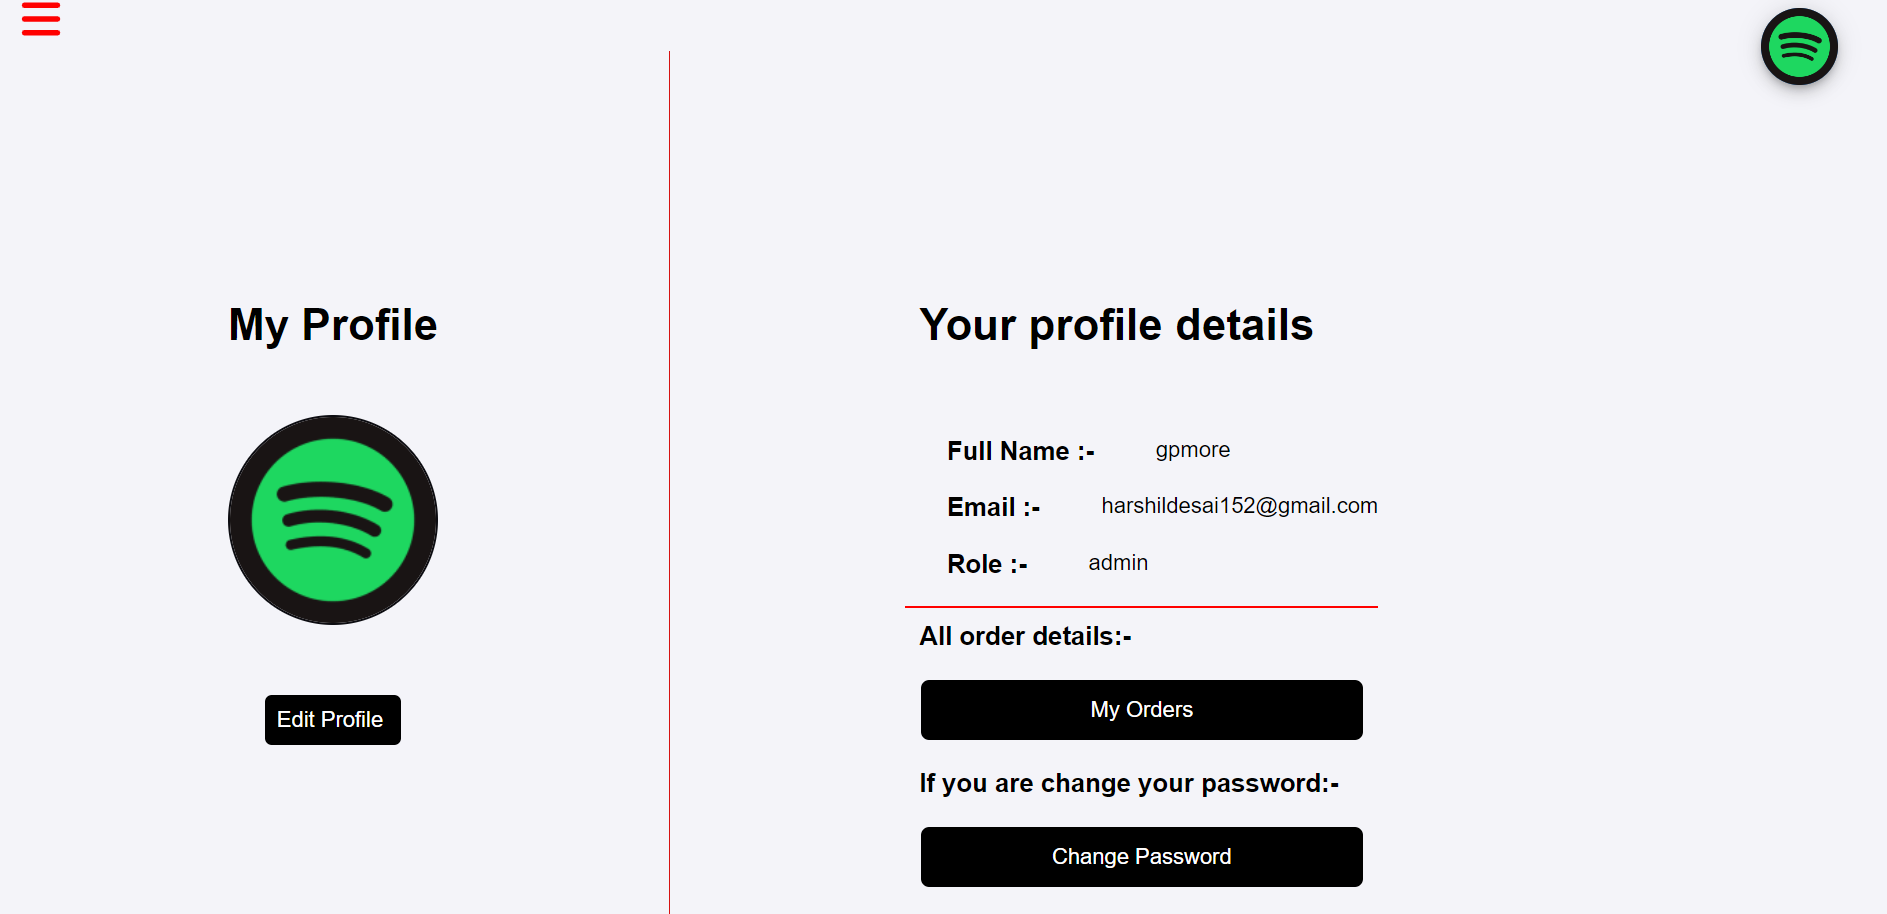 My Profile
Edit Profile
Your profile details
Full Name :- gpmore
Email :- harshildesai152@gmail.com
Role :- admin
All order details:-
My Orders
If you are change your password:-
Change Password